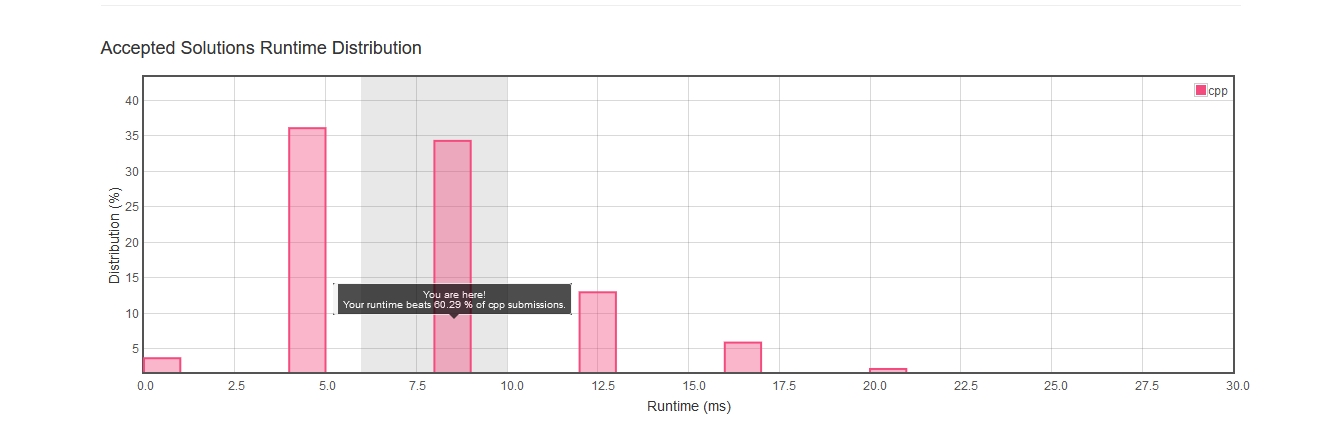 Accepted Solutions Runtime Distribution
cpp
Distribution (%)
40
35
30
25
20
15
10
5
You are here!
Your runtime beats 60.29 % of cpp submissions.
0.0 2.5 5.0 7.5 10.0 12.5 15.0 17.5 20.0 22.5 25.0 27.5 30.0
Runtime (ms)